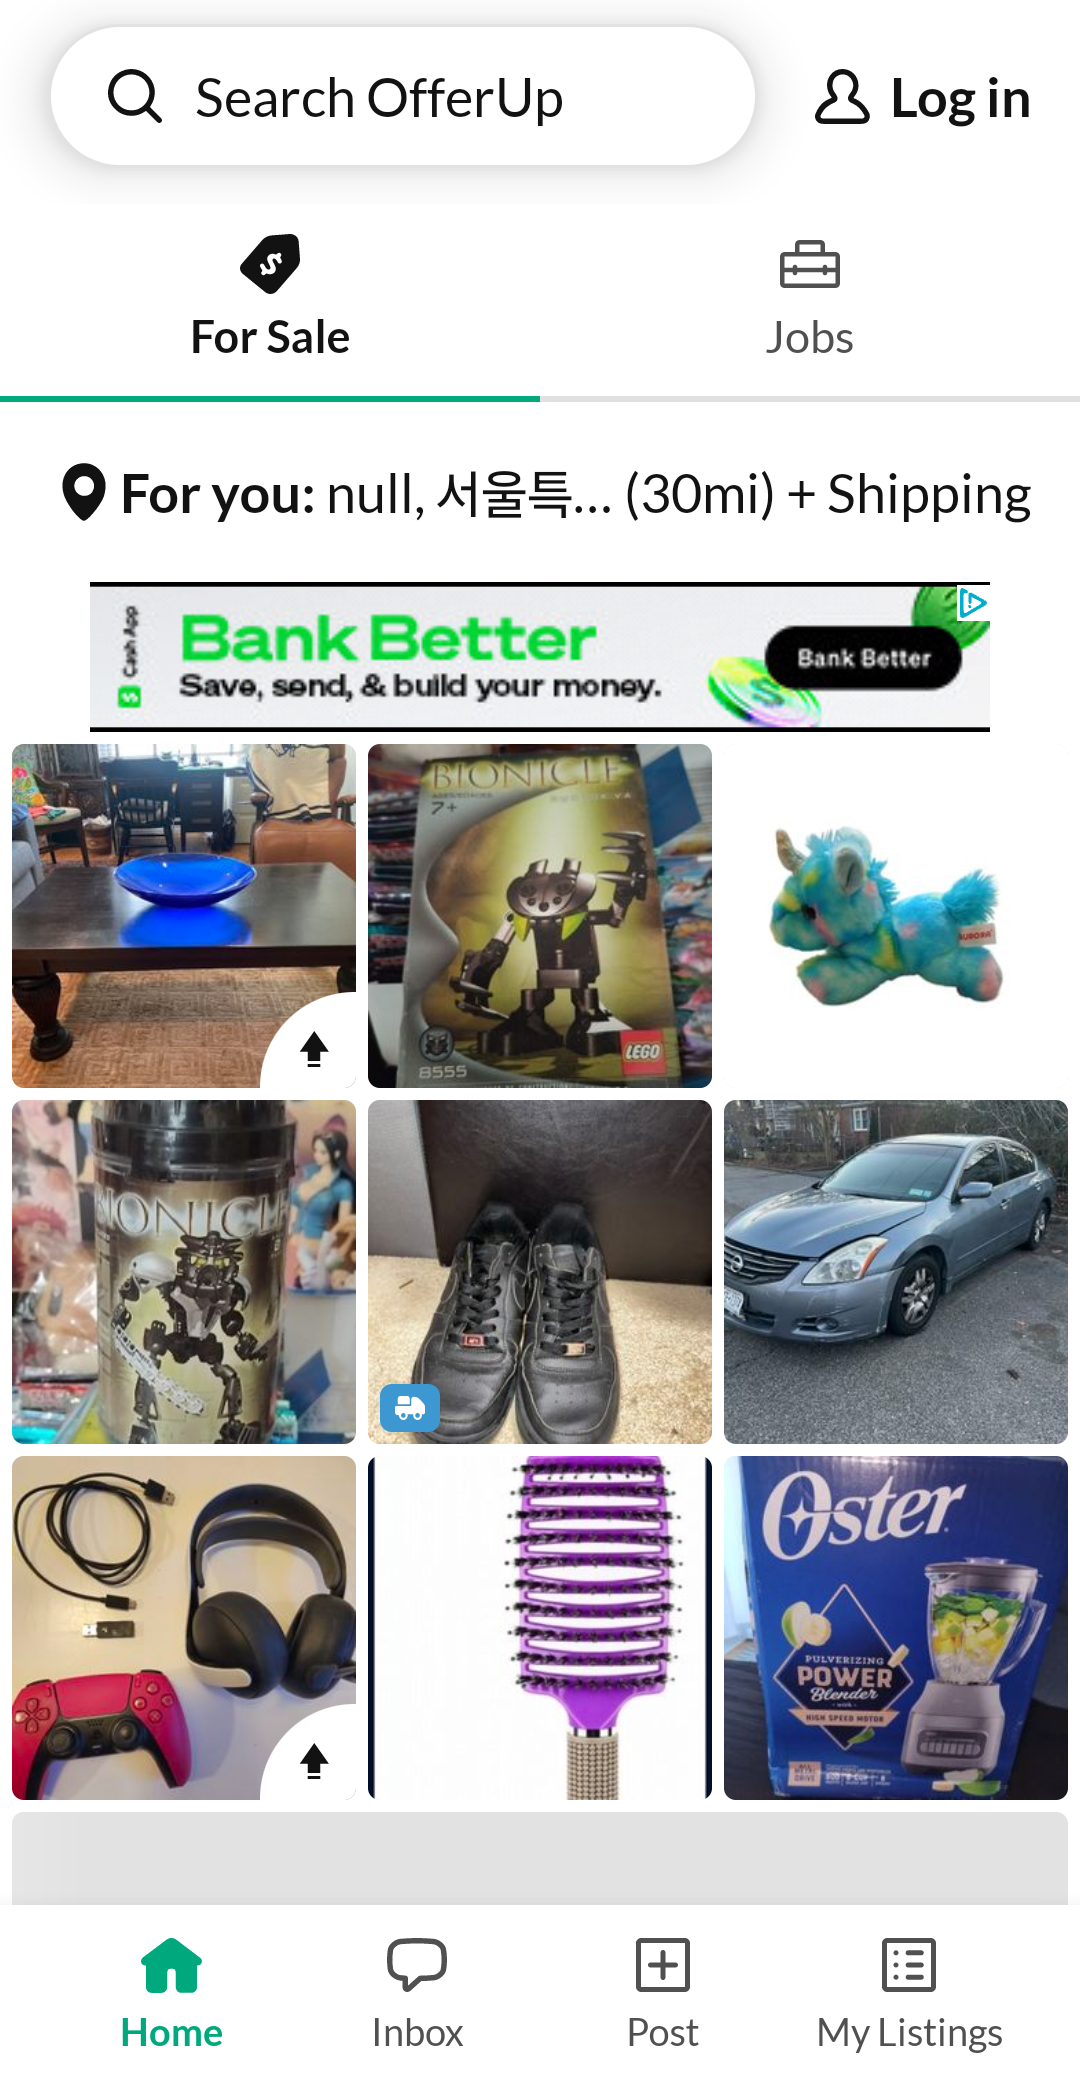 Search OfferUp
Log in
For Sale
Jobs
For you: null, 서울특... (30mi) + Shipping
Cash App
Bank Better
Save, send, & build your money.
Bank Better
BIONICLE
7+
8555
LEGO
AURORA
BIONICLE
Oster
PULVERIZING
POWER
Blender
with
HIGH SPEED MOTOR
Home
Inbox
Post
My Listings